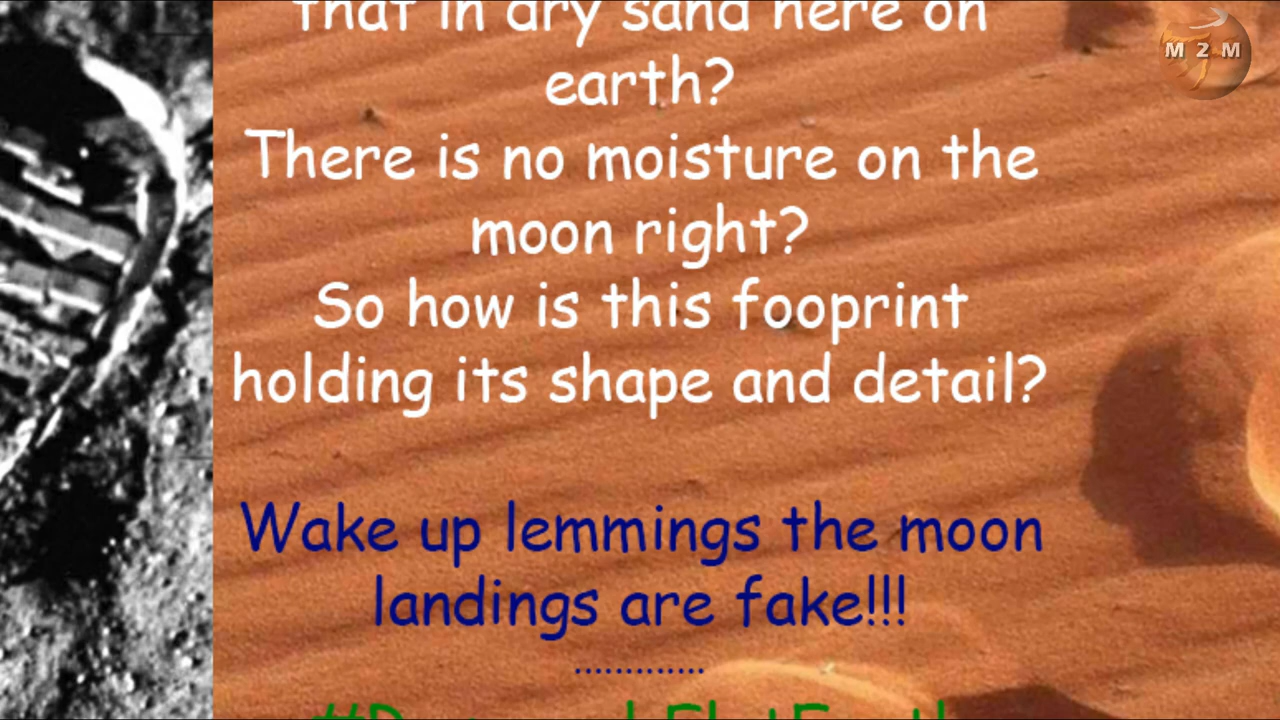 that in dry sand here on
earth?
There is no moisture on the
moon right?
So how is this fooprint
holding its shape and detail?
Wake up lemmings the moon
landings are fake!!!
.............
M 2 M